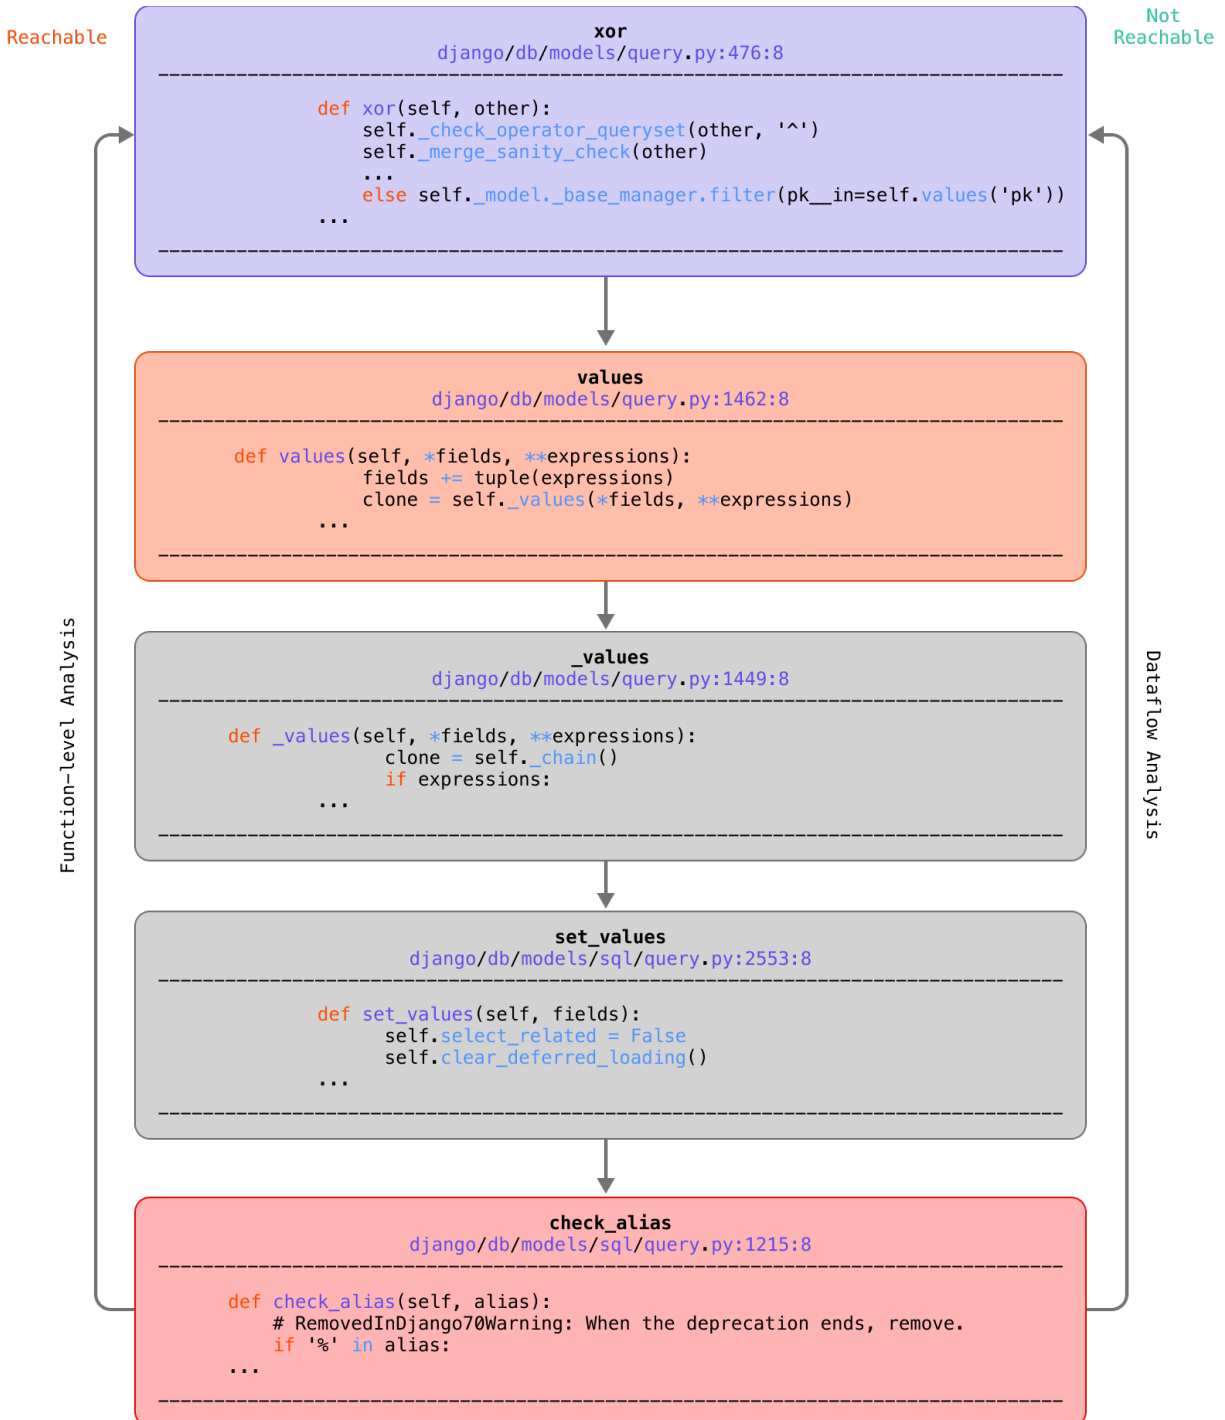 Reachable
Not
Reachable
xor
django/db/models/query.py:476:8
def xor(self, other):
self._check_operator_queryset(other, '^')
self._merge_sanity_check(other)
...
else self._model._base_manager.filter(pk__in=self.values('pk'))
...
values
django/db/models/query.py:1462:8
def values(self, *fields, **expressions):
fields += tuple(expressions)
clone = self._values(*fields, **expressions)
...
Function-level Analysis
Dataflow Analysis
_values
django/db/models/query.py:1449:8
def _values(self, *fields, **expressions):
clone = self._chain()
if expressions:
...
set_values
django/db/models/sql/query.py:2553:8
def set_values(self, fields):
self.select_related = False
self.clear_deferred_loading()
...
check_alias
django/db/models/sql/query.py:1215:8
def check_alias(self, alias):
# RemovedInDjango70Warning: When the deprecation ends, remove.
if '%' in alias:
...